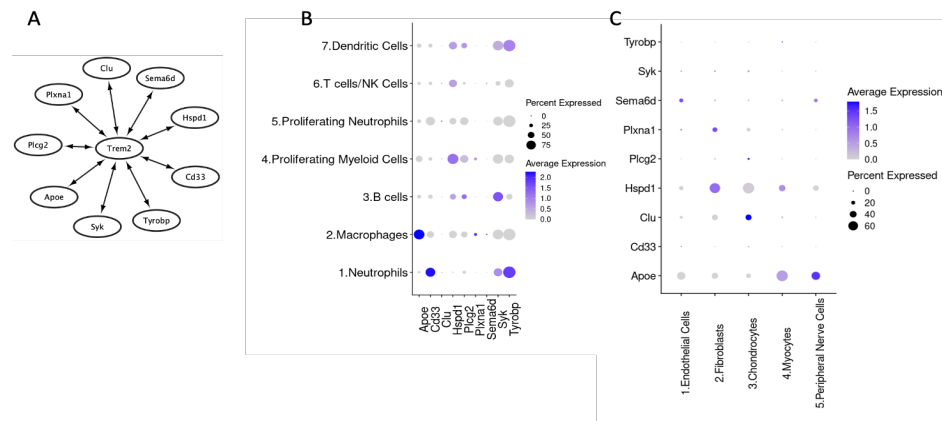 A
Clu
Sema6d
Plxna1
Hspd1
Trem2
Plcg2
Cd33
Apoe
Syk
Tyrobp
B
7.Dendritic Cells
6.T cells/NK Cells
5.Proliferating Neutrophils
4.Proliferating Myeloid Cells
3.B cells
2.Macrophages
1.Neutrophils
Apoe
Cd33
Clu
Hspd1
Plcg2
Plxna1
Sema6d
Syk
Tyrobp
Percent Expressed
0
25
50
75
Average Expression
2.0
1.5
1.0
0.5
0.0
C
Tyrobp
Syk
Sema6d
Plxna1
Plcg2
Hspd1
Clu
Cd33
Apoe
1.Endothelial Cells
2.Fibroblasts
3.Chondrocytes
4.Myocytes
5.Peripheral Nerve Cells
Average Expression
1.5
1.0
0.5
0.0
Percent Expressed
0
20
40
60